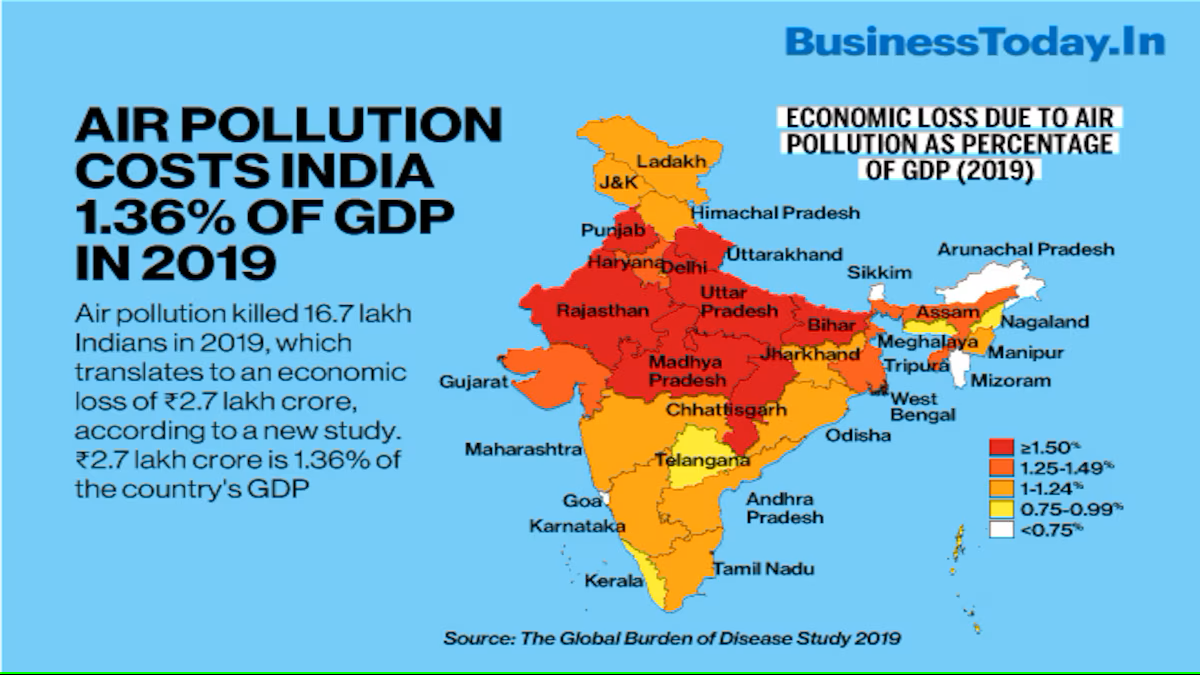 BusinessToday.In
AIR POLLUTION
COSTS INDIA
1.36% OF GDP
IN 2019
Air pollution killed 16.7 lakh
Indians in 2019, which
translates to an economic
loss of ₹2.7 lakh crore,
according to a new study.
₹2.7 lakh crore is 1.36% of
the country's GDP
ECONOMIC LOSS DUE TO AIR
POLLUTION AS PERCENTAGE
OF GDP (2019)
Ladakh
J&K
Himachal Pradesh
Punjab
Uttarakhand
Haryana
Delhi
Arunachal Pradesh
Sikkim
Rajasthan
Uttar
Pradesh
Bihar
Assam
Nagaland
Meghalaya
Manipur
Jharkhand
Tripura
Madhya
Pradesh
Mizoram
Gujarat
West
Bengal
Chhattisgarh
Odisha
Maharashtra
Telangana
Goa
Andhra
Pradesh
Karnataka
Tamil Nadu
Kerala
≥1.50%
1.25-1.49%
1-1.24%
0.75-0.99%
<0.75%
Source: The Global Burden of Disease Study 2019